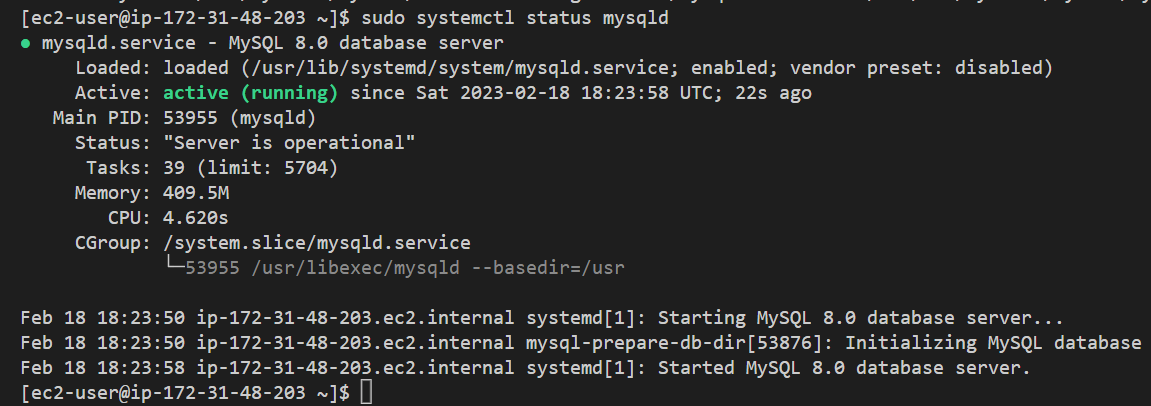 [ec2-user@ip-172-31-48-203 ~]$ sudo systemctl status mysqld
● mysqld.service - MySQL 8.0 database server
     Loaded: loaded (/usr/lib/systemd/system/mysqld.service; enabled; vendor preset: disabled)
     Active: active (running) since Sat 2023-02-18 18:23:58 UTC; 22s ago
   Main PID: 53955 (mysqld)
     Status: "Server is operational"
      Tasks: 39 (limit: 5704)
     Memory: 409.5M
        CPU: 4.620s
     CGroup: /system.slice/mysqld.service
             └─53955 /usr/libexec/mysqld --basedir=/usr
Feb 18 18:23:50 ip-172-31-48-203.ec2.internal systemd[1]: Starting MySQL 8.0 database server...
Feb 18 18:23:50 ip-172-31-48-203.ec2.internal mysql-prepare-db-dir[53876]: Initializing MySQL database
Feb 18 18:23:58 ip-172-31-48-203.ec2.internal systemd[1]: Started MySQL 8.0 database server.
[ec2-user@ip-172-31-48-203 ~]$